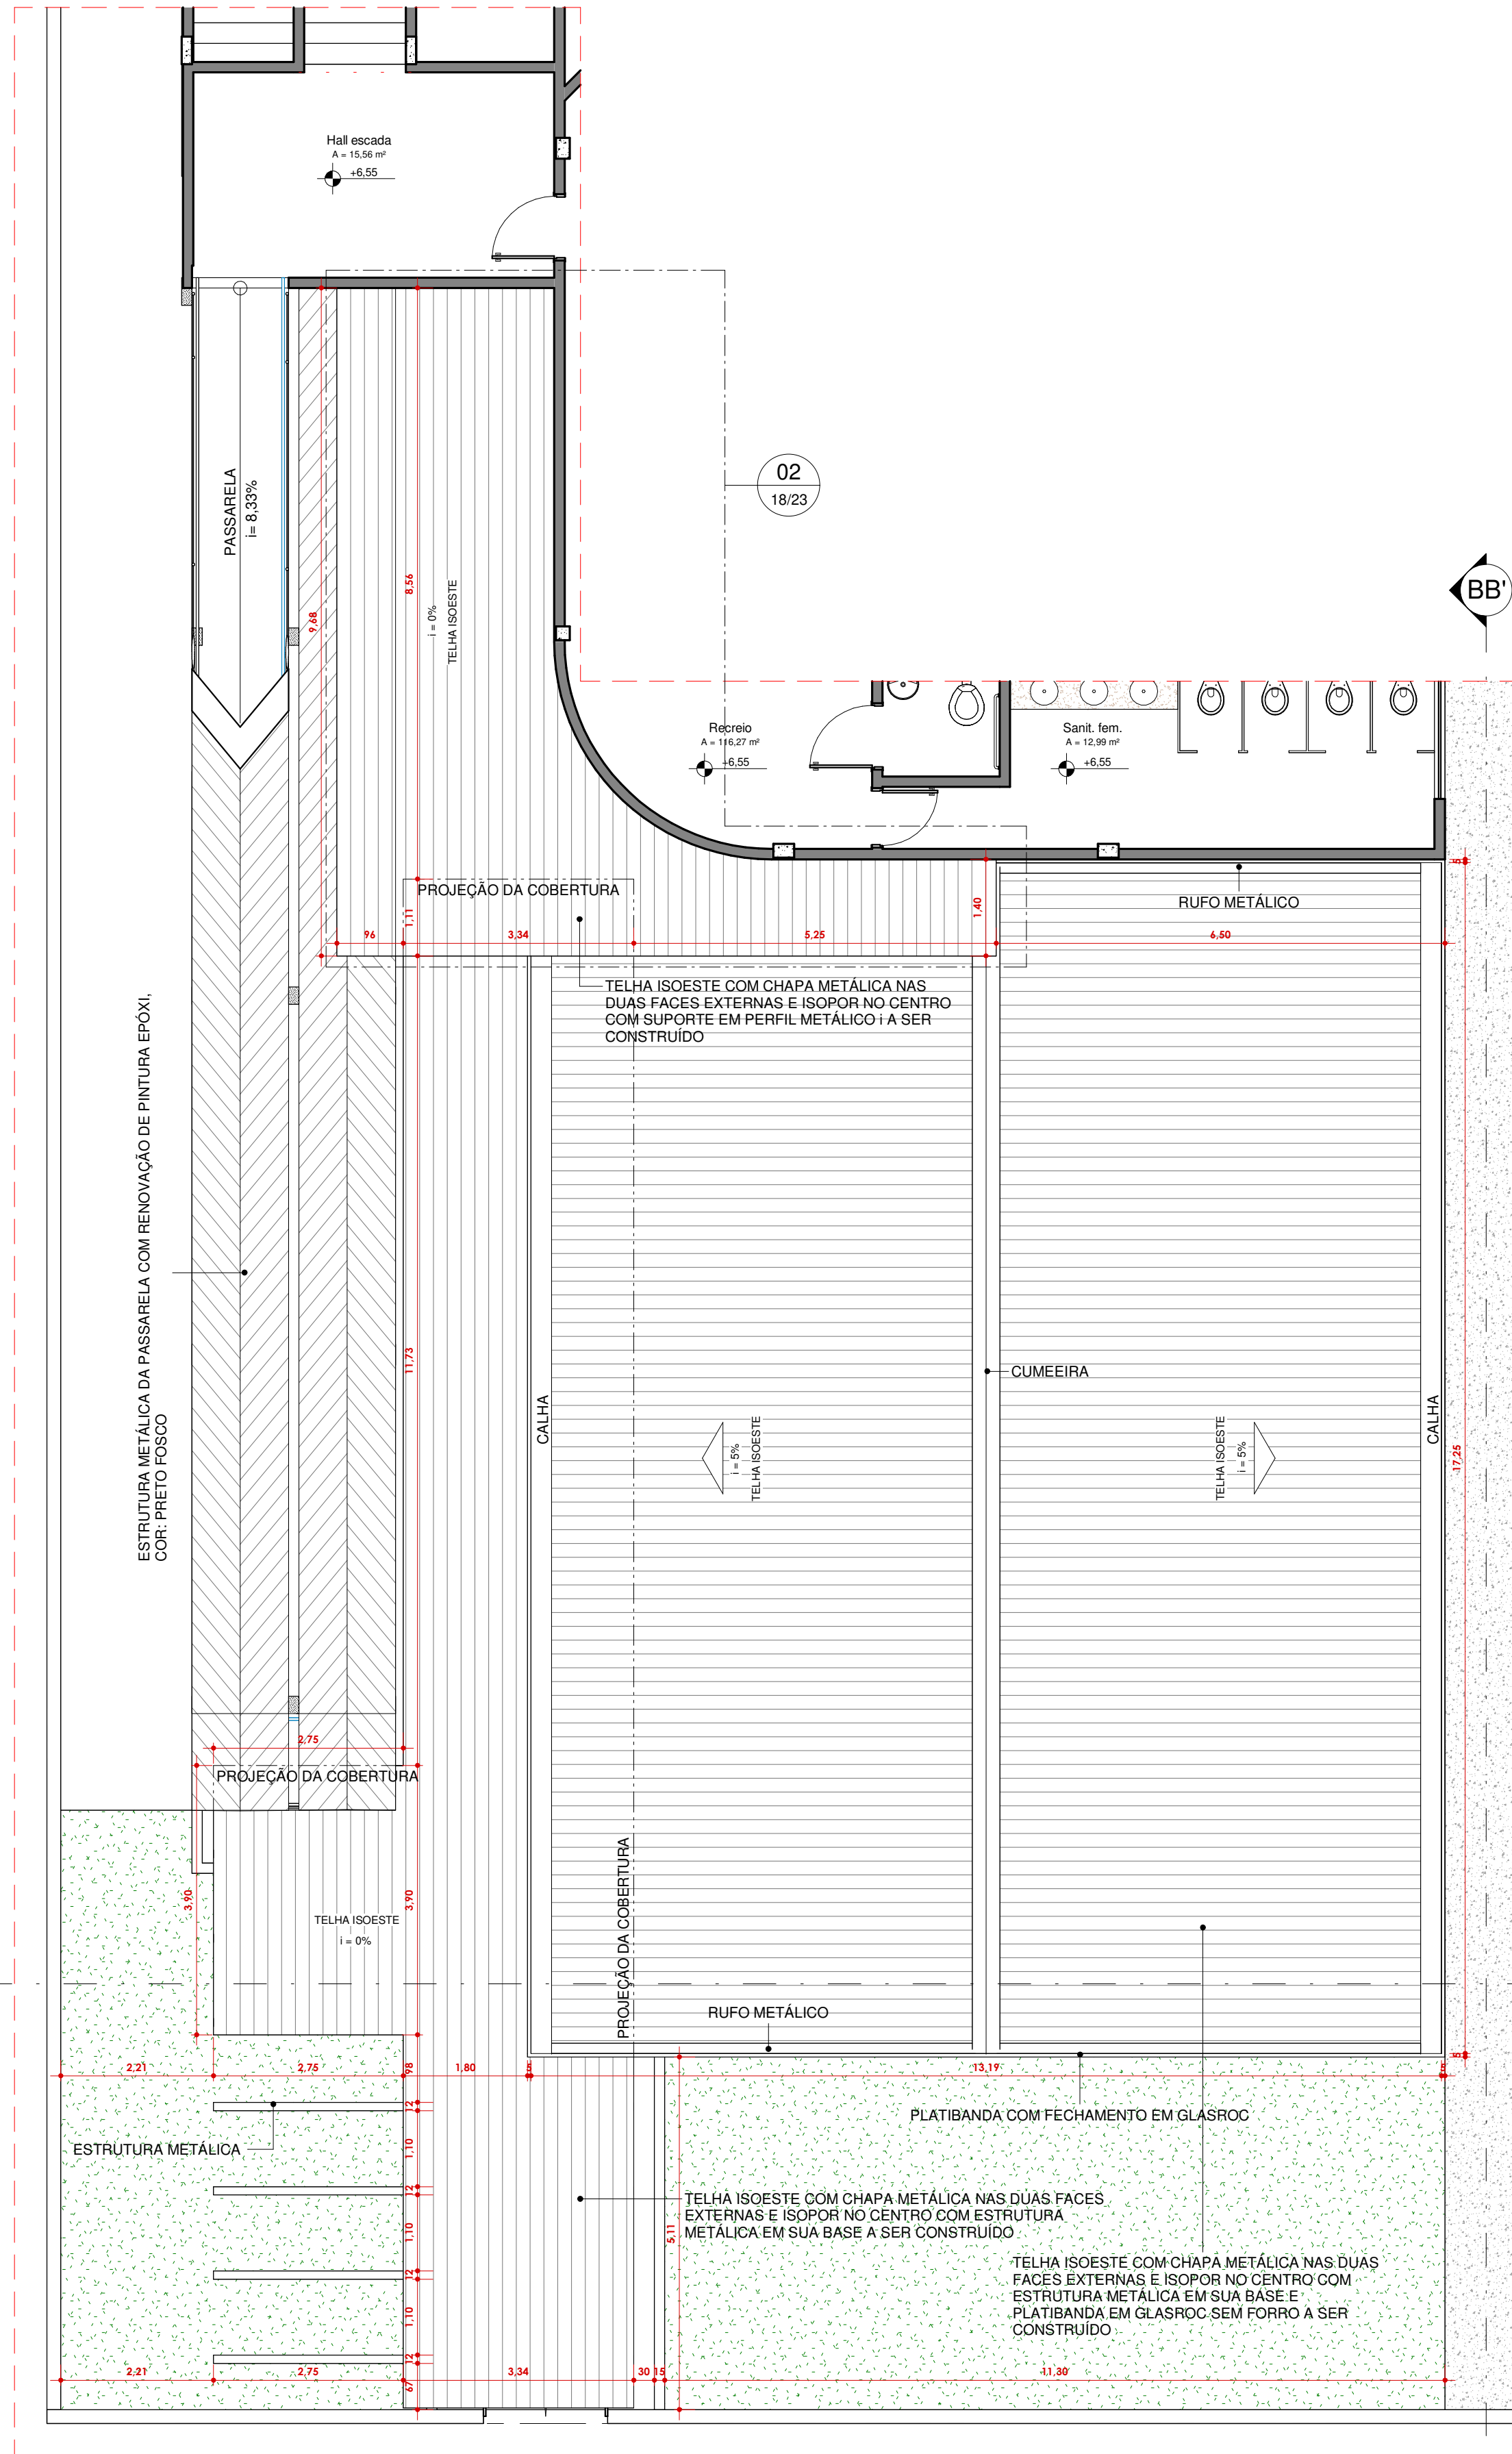 Hall escada
A = 15,56 m²
+6,55
02
18/23
PASSARELA
i= 8,33%
9,68
8,56
i = 0%
TELHA ISOESTE
BB'
Recreio
A = 116,27 m²
+6,55
Sanit. fem.
A = 12,99 m²
+6,55
PROJEÇÃO DA COBERTURA
RUFO METÁLICO
5
96
1,11
3,34
5,25
1,40
6,50
TELHA ISOESTE COM CHAPA METÁLICA NAS
DUAS FACES EXTERNAS E ISOPOR NO CENTRO
COM SUPORTE EM PERFIL METÁLICO i A SER
CONSTRUÍDO
ESTRUTURA METÁLICA DA PASSARELA COM RENOVAÇÃO DE PINTURA EPÓXI,
COR: PRETO FOSCO
11,73
CUMEEIRA
CALHA
i = 5%
TELHA ISOESTE
TELHA ISOESTE
i = 5%
CALHA
17,25
2,75
PROJEÇÃO DA COBERTURA
3,90
3,90
TELHA ISOESTE
i = 0%
PROJEÇÃO DA COBERTURA
RUFO METÁLICO
5
2,21
2,75
98
1,80
5
13,19
12
PLATIBANDA COM FECHAMENTO EM GLASROC
ESTRUTURA METÁLICA
1,10
12
TELHA ISOESTE COM CHAPA METÁLICA NAS DUAS FACES
EXTERNAS E ISOPOR NO CENTRO COM ESTRUTURA
METÁLICA EM SUA BASE A SER CONSTRUÍDO
1,10
5,11
12
TELHA ISOESTE COM CHAPA METÁLICA NAS DUAS
FACES EXTERNAS E ISOPOR NO CENTRO COM
ESTRUTURA METÁLICA EM SUA BASE E
PLATIBANDA EM GLASROC SEM FORRO A SER
CONSTRUÍDO
1,10
12
2,21
2,75
67
3,34
30
15
11,30